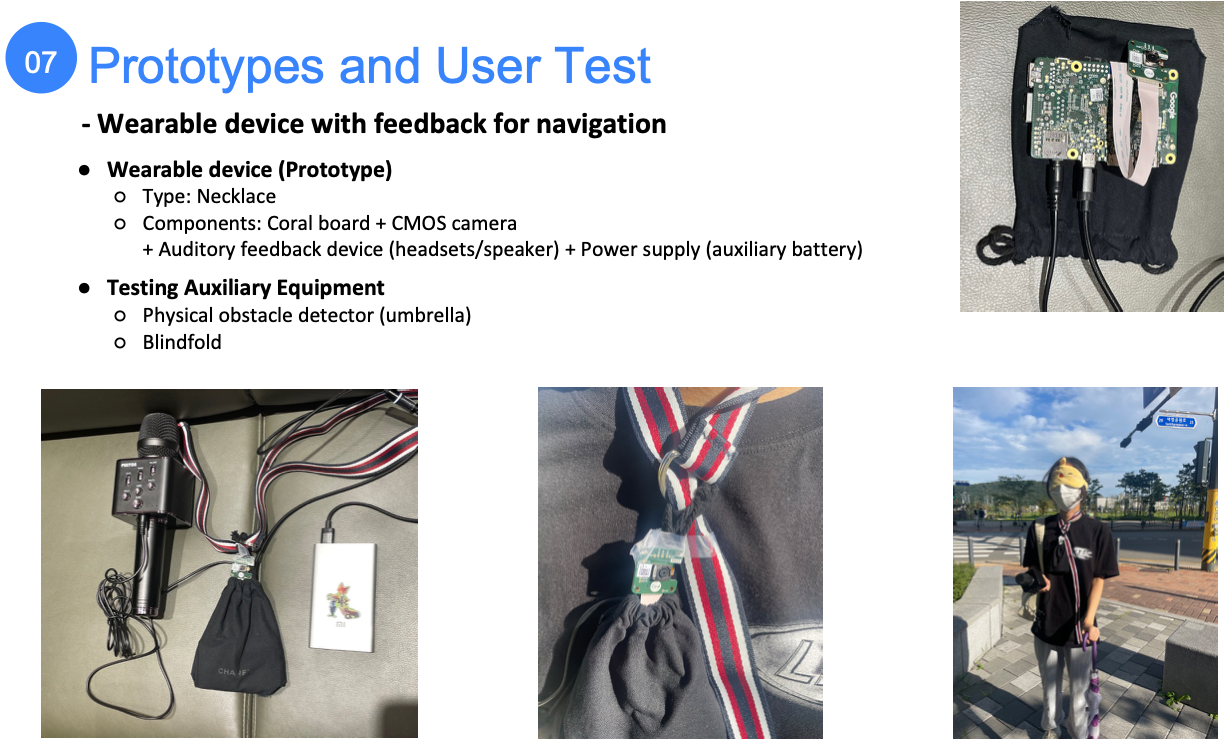 07 Prototypes and User Test
- Wearable device with feedback for navigation
● Wearable device (Prototype)
○ Type: Necklace
○ Components: Coral board + CMOS camera
+ Auditory feedback device (headsets/speaker) + Power supply (auxiliary battery)
● Testing Auxiliary Equipment
○ Physical obstacle detector (umbrella)
○ Blindfold
Google
mi